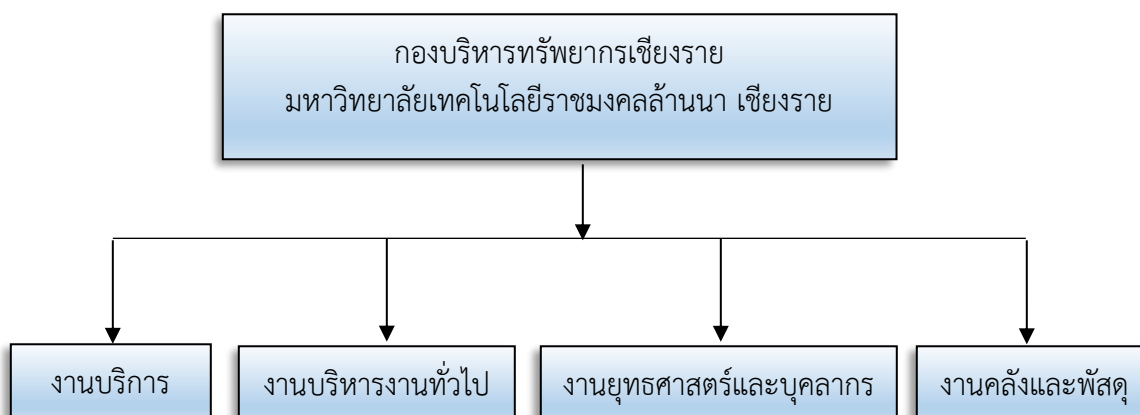 กองบริหารทรัพยากรเชียงราย
มหาวิทยาลัยเทคโนโลยีราชมงคลล้านนา เชียงราย
งานบริการ
งานบริหารงานทั่วไป
งานยุทธศาสตร์และบุคลากร
งานคลังและพัสดุ